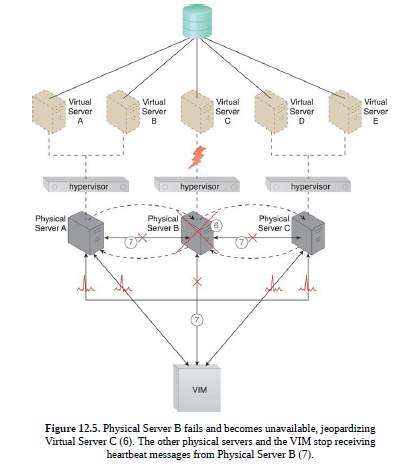 Virtual
Server
A
Virtual
Server
B
Virtual
Server
C
Virtual
Server
D
Virtual
Server
E
hypervisor
hypervisor
hypervisor
Physical
Server A
Physical
Server B
Physical
Server C
6
7
7
7
VIM
Figure 12.5. Physical Server B fails and becomes unavailable, jeopardizing
Virtual Server C (6). The other physical servers and the VIM stop receiving
heartbeat messages from Physical Server B (7).